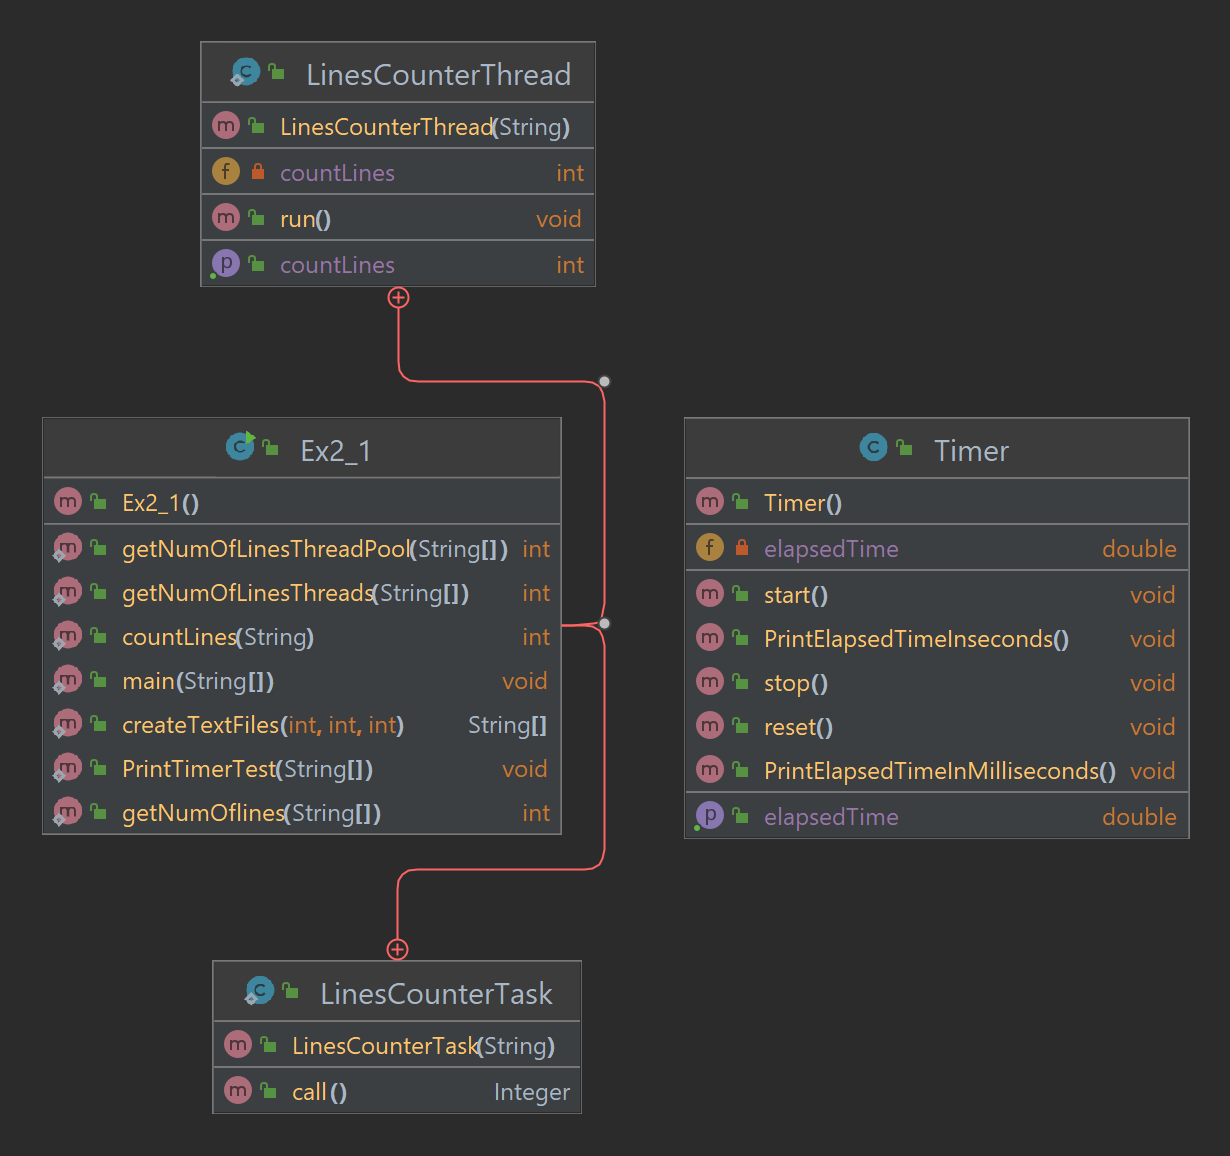 LinesCounterThread
LinesCounterThread(String)
countLines int
run() void
countLines int
Ex2_1
Ex2_1()
getNumOfLinesThreadPool(String[]) int
getNumOfLinesThreads(String[]) int
countLines(String) int
main(String[]) void
createTextFiles(int, int, int) String[]
PrintTimerTest(String[]) void
getNumOflines(String[]) int
Timer
Timer()
elapsedTime double
start() void
PrintElapsedTimeInseconds() void
stop() void
reset() void
PrintElapsedTimeInMilliseconds() void
elapsedTime double
LinesCounterTask
LinesCounterTask(String)
call() Integer